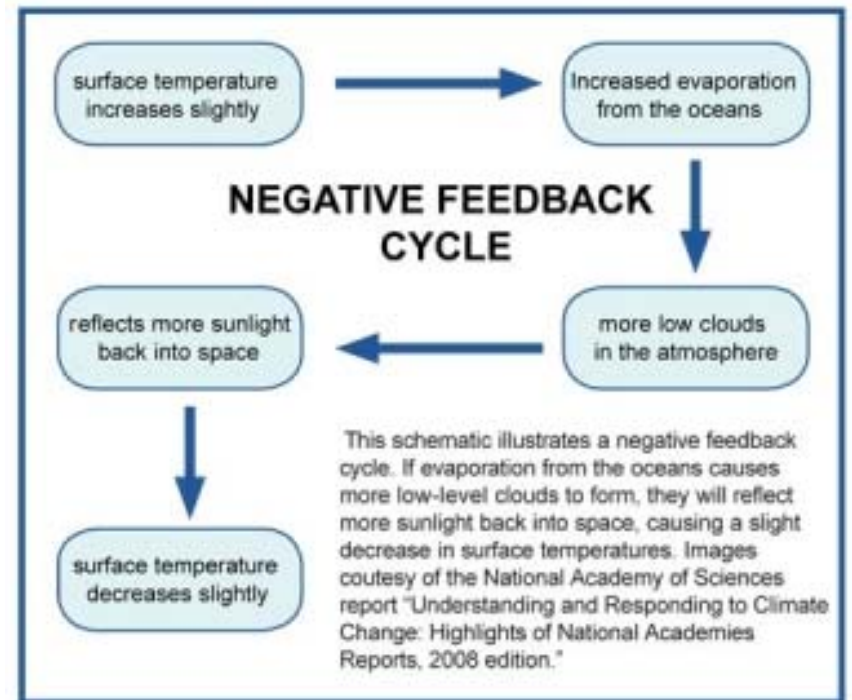 surface temperature
increases slightly
Increased evaporation
from the oceans
NEGATIVE FEEDBACK
CYCLE
more low clouds
in the atmosphere
reflects more sunlight
back into space
surface temperature
decreases slightly
This schematic illustrates a negative feedback
cycle. If evaporation from the oceans causes
more low-level clouds to form, they will reflect
more sunlight back into space, causing a slight
decrease in surface temperatures. Images
coutesy of the National Academy of Sciences
report “Understanding and Responding to Climate
Change: Highlights of National Academies
Reports, 2008 edition.”